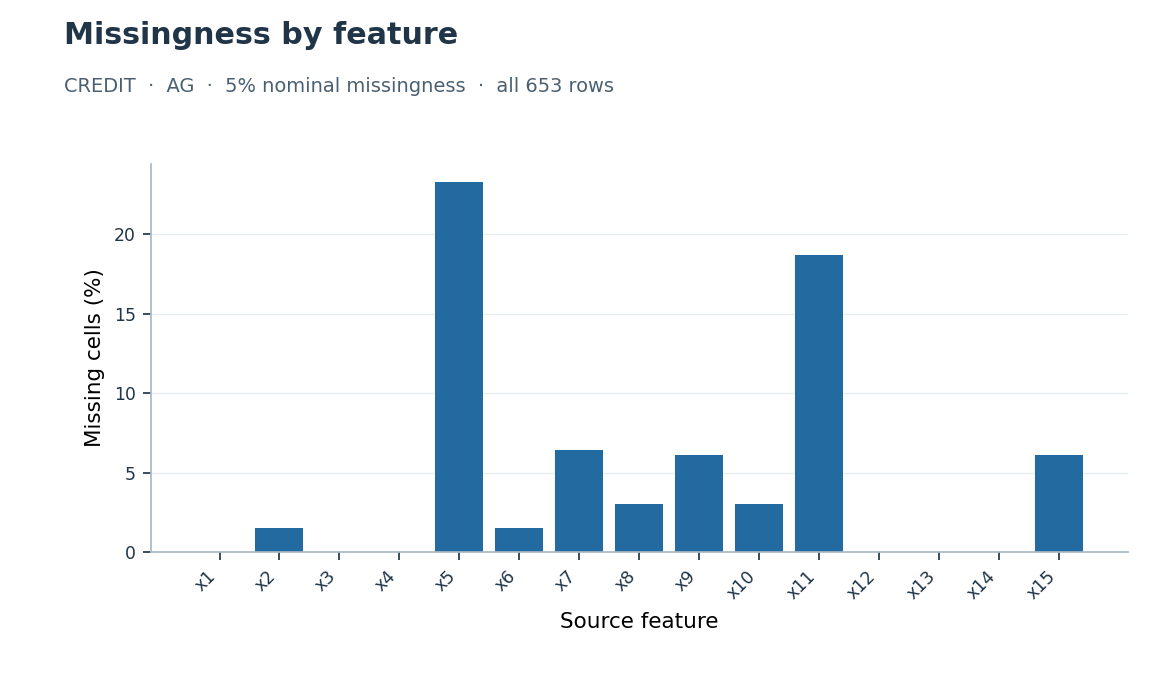 Missingness by feature
CREDIT · AG · 5% nominal missingness · all 653 rows
20
15
10
5
0
Missing cells (%)
x1 x2 x3 x4 x5 x6 x7 x8 x9 x10 x11 x12 x13 x14 x15
Source feature